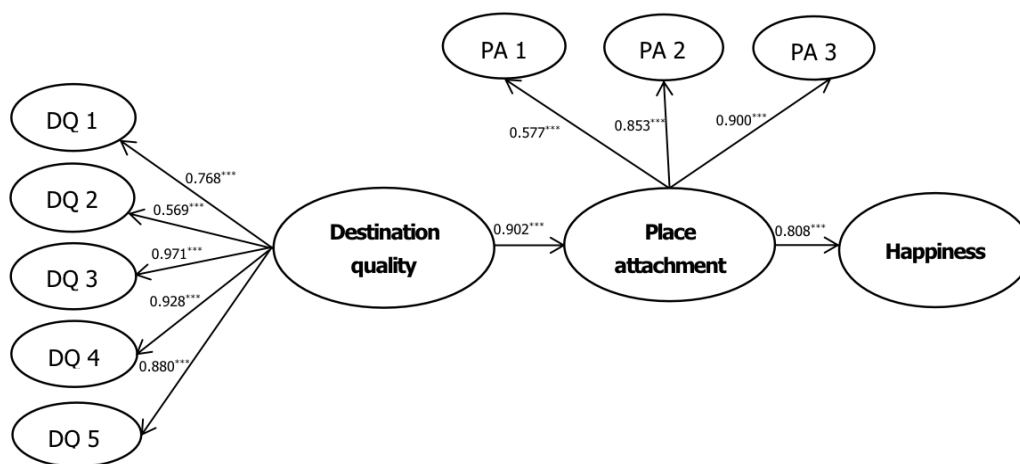 PA 1
PA 2
PA 3
DQ 1
0.577***
0.853***
0.900***
0.768***
DQ 2
0.569***
Destination
quality
0.902***
Place
attachment
0.808***
Happiness
0.971***
DQ 3
0.928***
DQ 4
0.880***
DQ 5